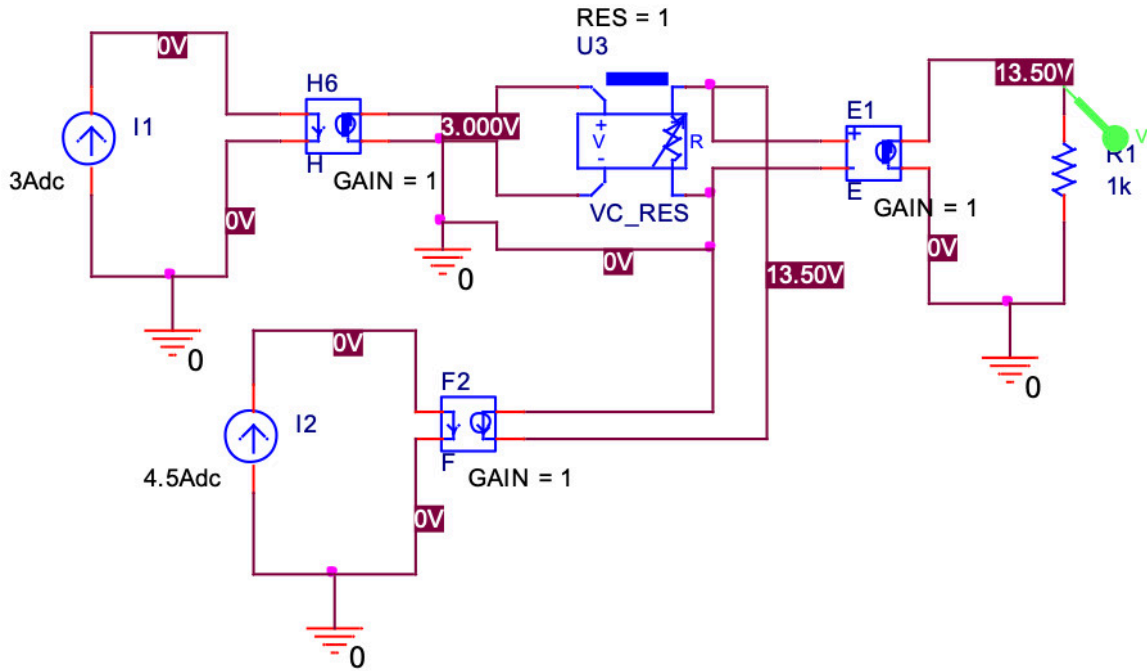 RES = 1
U3
0V
H6
I1
3Adc
H
GAIN = 1
0V
0
0
3.000V
+
V
-
R
VC_RES
0V
13.50V
E1
+
-
E
GAIN = 1
0V
13.50V
V
R1
1k
0
0V
I2
4.5Adc
F2
F
GAIN = 1
0V
0